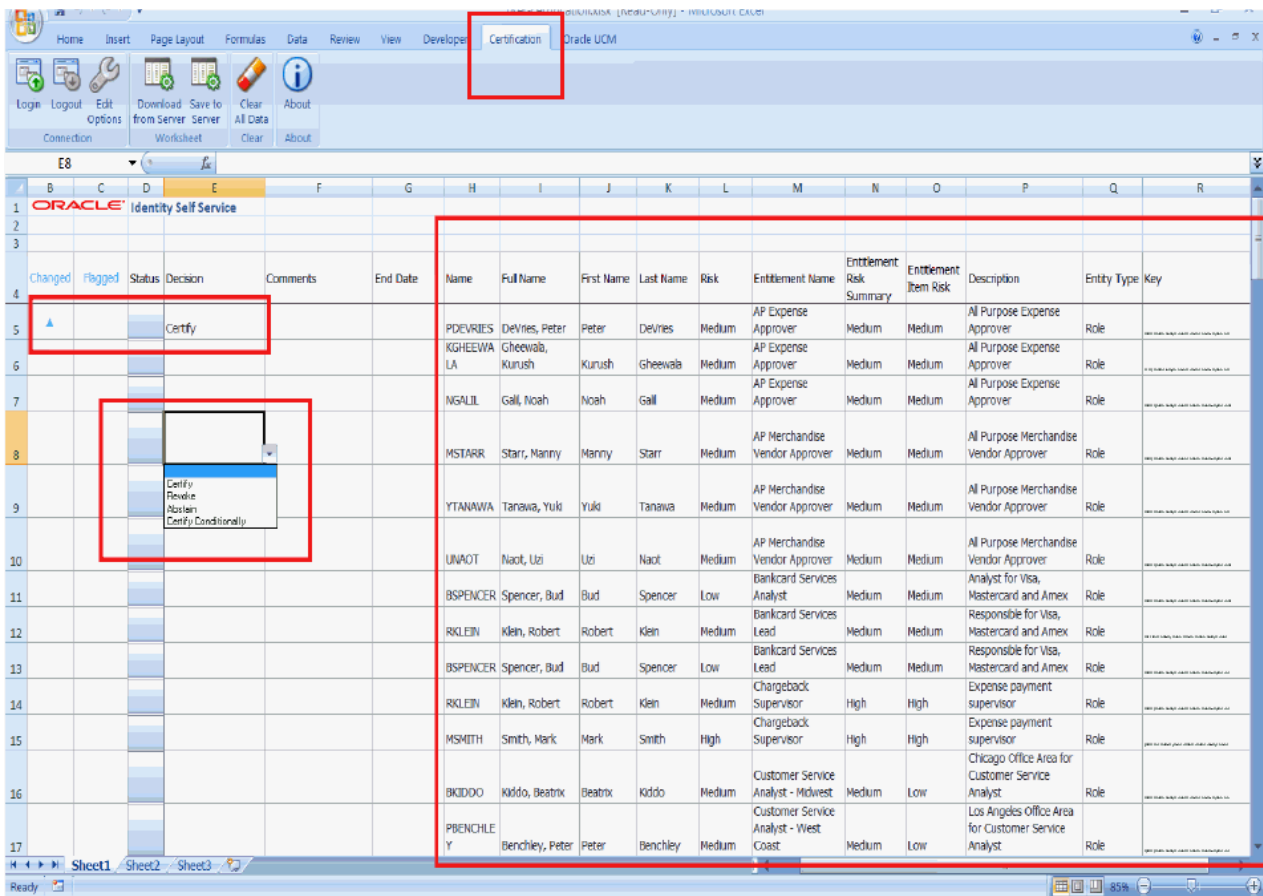 [Read-Only] - Microsoft Excel
Home Insert Page Layout Formulas Data Review View Developer Certification Oracle UCM
Login Logout Edit Options Download from Server Save to Server Clear All Data About
Connection Worksheet Clear About
E8 fx
B C D E F G H I J K L M N O P Q R
1 ORACLE Identity Self Service
2
3
4 Changed Flagged Status Decision Comments End Date Name Full Name First Name Last Name Risk Entitlement Name Entitlement Risk Summary Entitlement Item Risk Description Entity Type Key
5 Certify PDEVRIES DeVries, Peter Peter DeVries Medium AP Expense Approver Medium Medium All Purpose Expense Approver Role
6 KGHEEWALA Gheewala, Kurush Kurush Gheewala Medium AP Expense Approver Medium Medium All Purpose Expense Approver Role
7 NGALIL Galil, Noah Noah Galil Medium AP Expense Approver Medium Medium All Purpose Expense Approver Role
8 MSTARR Starr, Manny Manny Starr Medium AP Merchandise Vendor Approver Medium Medium All Purpose Merchandise Vendor Approver Role
Certify
Revoke
Abstain
Certify Conditionally
9 YTANAWA Tanawa, Yuki Yuki Tanawa Medium AP Merchandise Vendor Approver Medium Medium All Purpose Merchandise Vendor Approver Role
10 UNAOT Naot, Uzi Uzi Naot Medium AP Merchandise Vendor Approver Medium Medium All Purpose Merchandise Vendor Approver Role
11 BSPENCER Spencer, Bud Bud Spencer Low Bankcard Services Analyst Medium Medium Analyst for Visa, Mastercard and Amex Role
12 RKLEIN Klein, Robert Robert Klein Medium Bankcard Services Lead Medium Medium Responsible for Visa, Mastercard and Amex Role
13 BSPENCER Spencer, Bud Bud Spencer Low Bankcard Services Lead Medium Medium Responsible for Visa, Mastercard and Amex Role
14 RKLEIN Klein, Robert Robert Klein Medium Chargeback Supervisor High High Expense payment supervisor Role
15 MSMITH Smith, Mark Mark Smith High Chargeback Supervisor High High Expense payment supervisor Role
16 BKIDDO Kiddo, Beatrix Beatrix Kiddo Medium Customer Service Analyst - Midwest Medium Low Chicago Office Area for Customer Service Analyst Role
17 PBENCHLEY Benchley, Peter Peter Benchley Medium Customer Service Analyst - West Coast Medium Low Los Angeles Office Area for Customer Service Analyst Role
Sheet1 Sheet2 Sheet3
Ready 85%